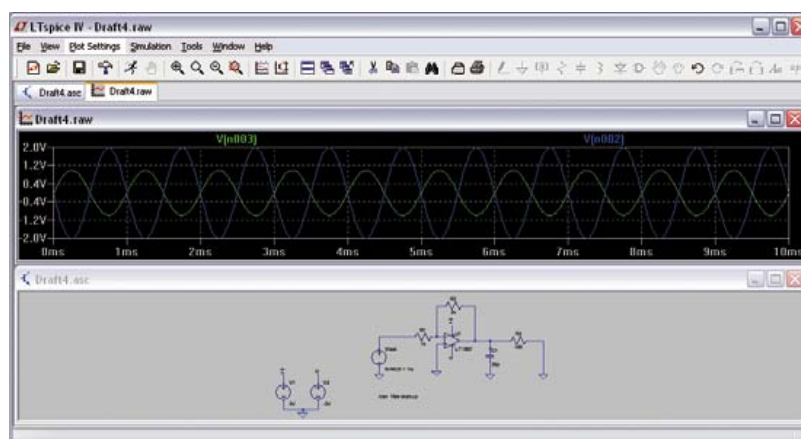 LTspice IV - Draft4.raw
File View Plot Settings Simulation Tools Window Help
Draft4.asc Draft4.raw
Draft4.raw
V[n003] V[n002]
2.0V
1.2V
0.4V
-0.4V
-1.2V
-2.0V
0ms 1ms 2ms 3ms 4ms 5ms 6ms 7ms 8ms 9ms 10ms
Draft4.asc